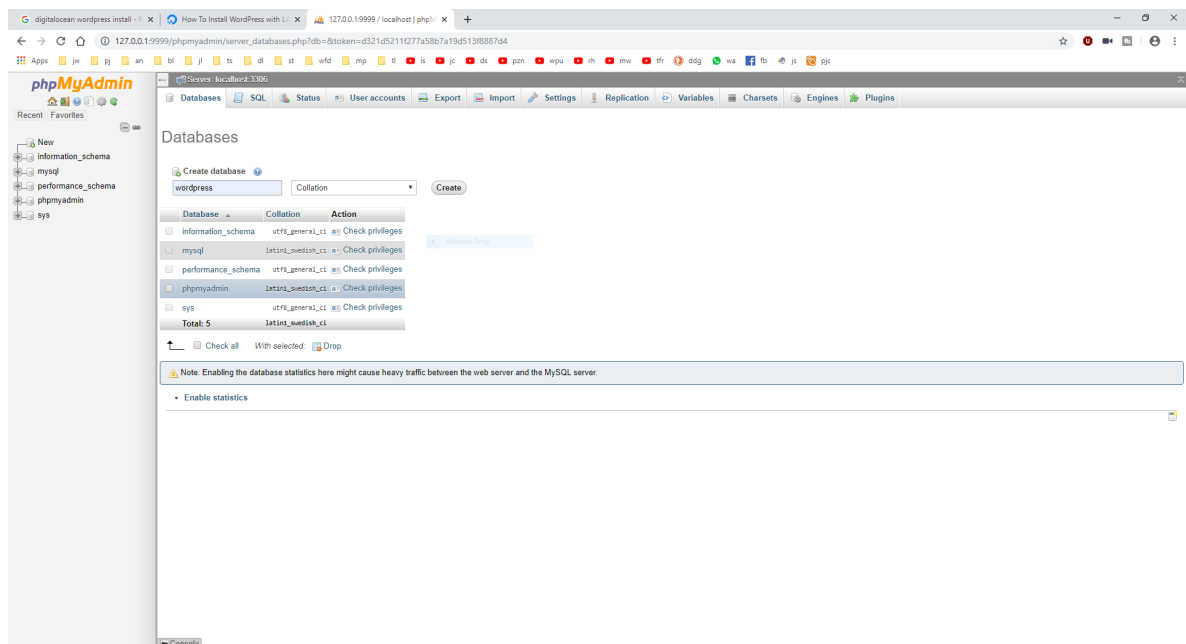 digitalocean wordpress install -
How To Install WordPress with LA
127.0.0.1:9999 / localhost | phpM
127.0.0.1:9999/phpmyadmin/server_databases.php?db=&token=d321d5211f277a58b7a19d513f8887d4
Apps jw pj an bl jl ts dl st wfd mp tl is jc ds pzn wpu rh mw tfr ddg wa fb js pjc
phpMyAdmin
Recent Favorites
New
information_schema
mysql
performance_schema
phpmyadmin
sys
Server: localhost:3306
Databases SQL Status User accounts Export Import Settings Replication Variables Charsets Engines Plugins
Databases
Create database
wordpress Collation Create
Database Collation Action
information_schema utf8_general_ci Check privileges
mysql latin1_swedish_ci Check privileges
performance_schema utf8_general_ci Check privileges
phpmyadmin latin1_swedish_ci Check privileges
sys utf8_general_ci Check privileges
Total: 5 latin1_swedish_ci
Window Snip
Check all With selected: Drop
Note: Enabling the database statistics here might cause heavy traffic between the web server and the MySQL server.
• Enable statistics
Console